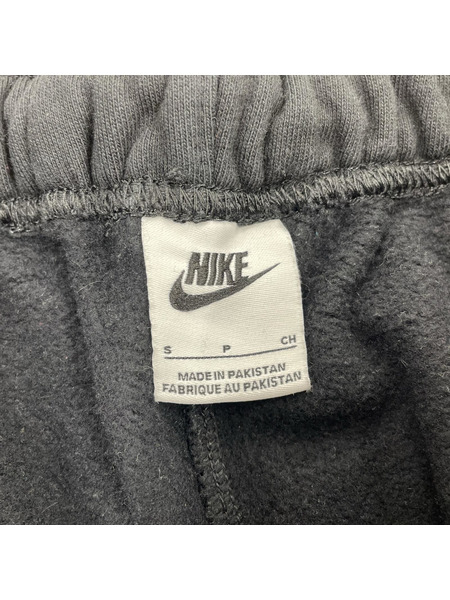 NIKE
S P CH
MADE IN PAKISTAN
FABRIQUE AU PAKISTAN